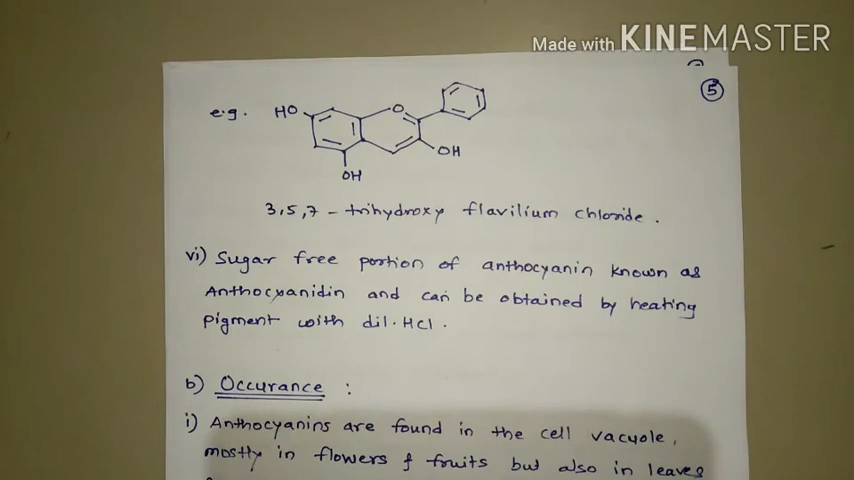 Made with KINEMASTER
5
e.g. HO O OH OH
3,5,7 - trihydroxy flavilium chloride.
vi) Sugar free portion of anthocyanin known as
Anthocyanidin and can be obtained by heating
pigment with dil. HCl.
b) Occurance :
i) Anthocyanins are found in the cell vacuole,
mostly in flowers & fruits but also in leaves